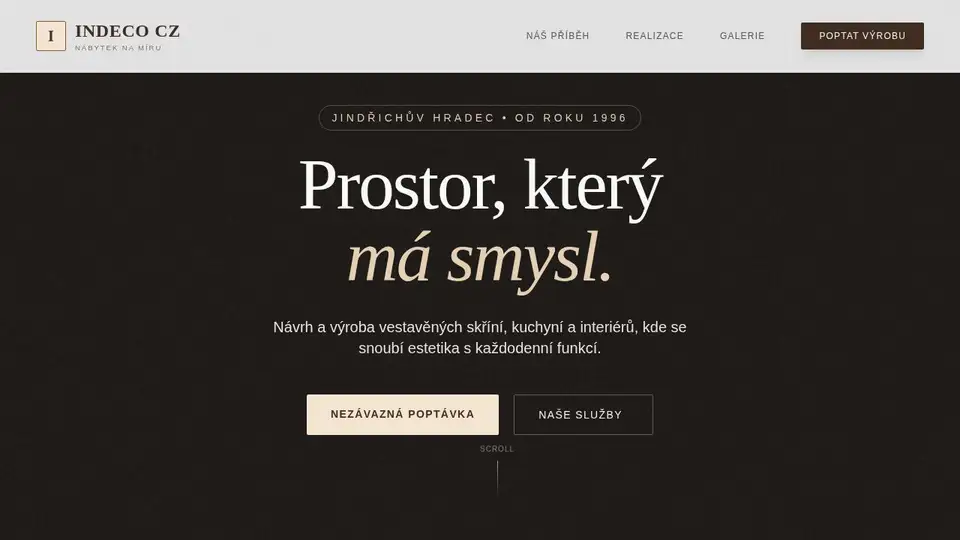 I
INDECO CZ
NÁBYTEK NA MÍRU
NÁŠ PŘÍBĚH
REALIZACE
GALERIE
POPTAT VÝROBU
JINDŘICHŮV HRADEC • OD ROKU 1996
Prostor, který
má smysl.
Návrh a výroba vestavěných skříní, kuchyní a interiérů, kde se
snoubí estetika s každodenní funkcí.
NEZÁVAZNÁ POPTÁVKA
NAŠE SLUŽBY
SCROLL